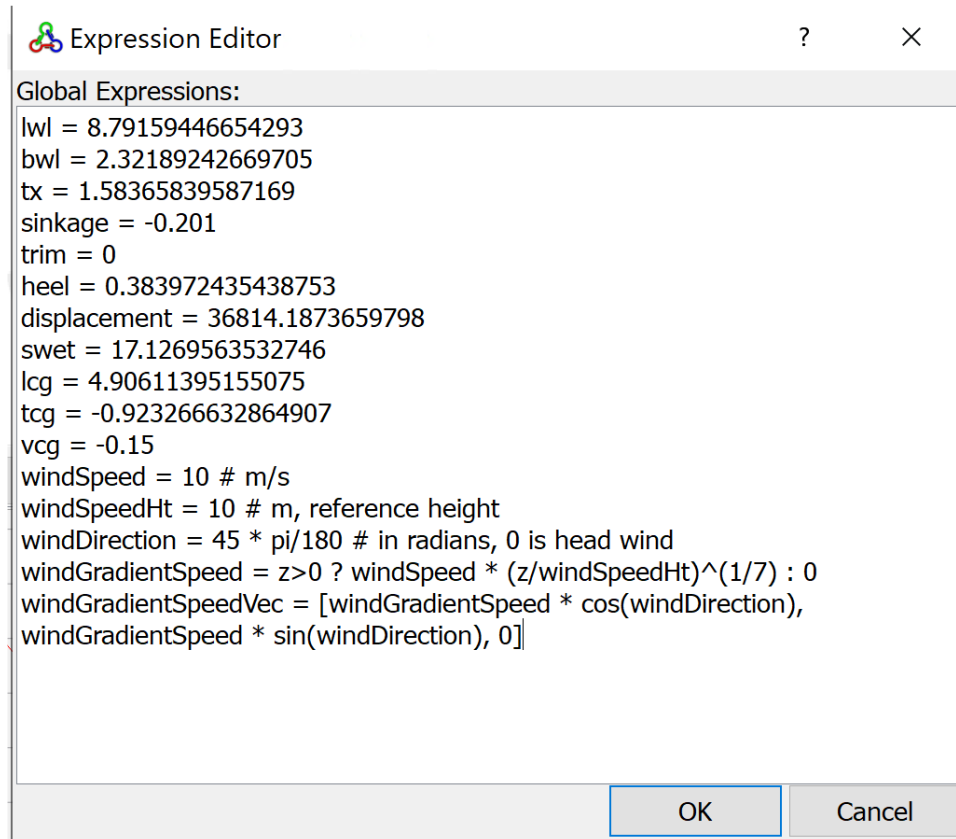 Expression Editor
?
Global Expressions:
lwl = 8.79159446654293
bwl = 2.32189242669705
tx = 1.58365839587169
sinkage = -0.201
trim = 0
heel = 0.383972435438753
displacement = 36814.1873659798
swet = 17.1269563532746
lcg = 4.90611395155075
tcg = -0.923266632864907
vcg = -0.15
windSpeed = 10 # m/s
windSpeedHt = 10 # m, reference height
windDirection = 45 * pi/180 # in radians, 0 is head wind
windGradientSpeed = z>0 ? windSpeed * (z/windSpeedHt)^(1/7) : 0
windGradientSpeedVec = [windGradientSpeed * cos(windDirection),
windGradientSpeed * sin(windDirection), 0]
OK
Cancel